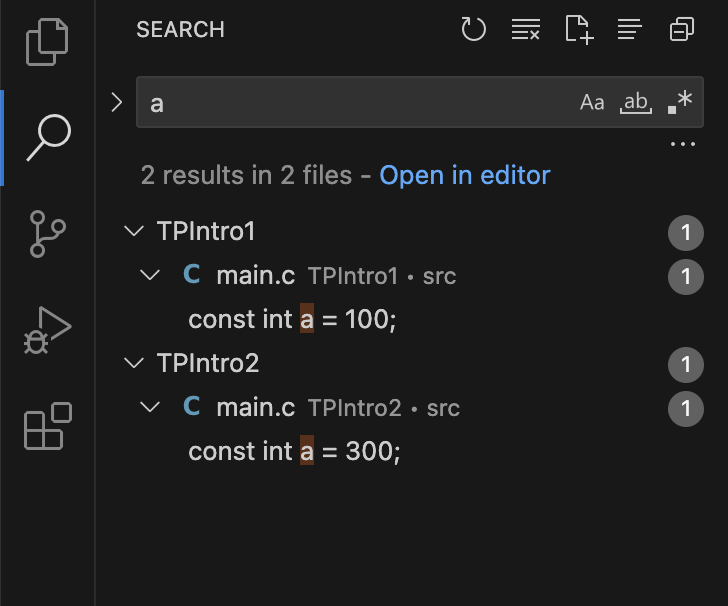 SEARCH
a Aa ab .*
...
2 results in 2 files - Open in editor
TPIntro1 1
C main.c TPIntro1 • src 1
const int a = 100;
TPIntro2 1
C main.c TPIntro2 • src 1
const int a = 300;